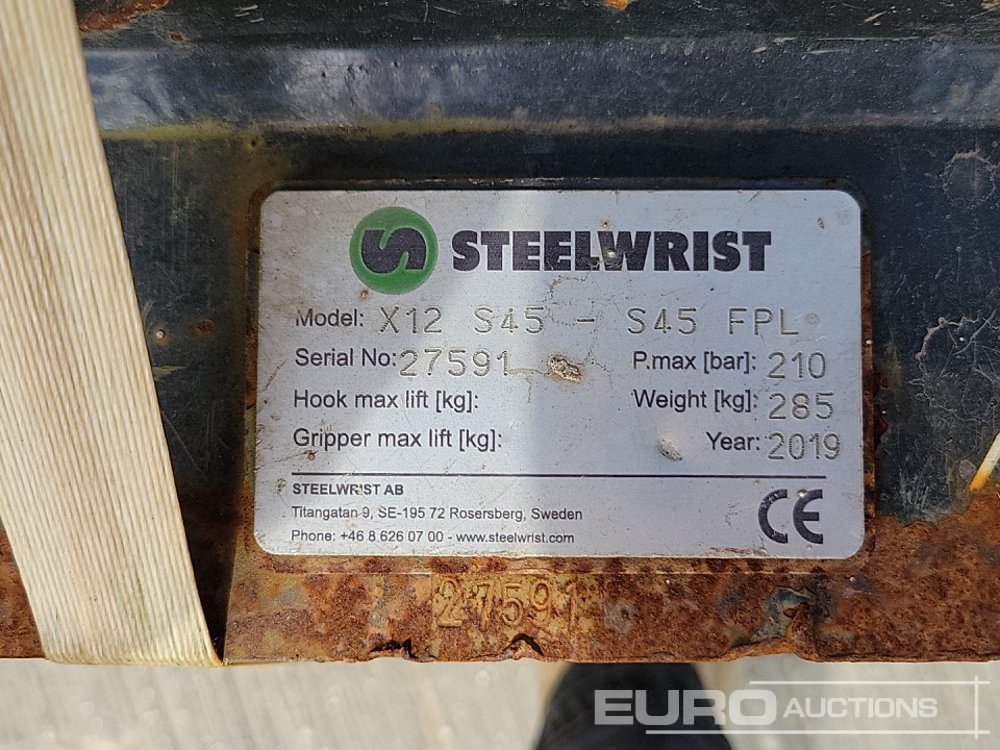 STEELWRIST
Model: X12 S45 - S45 FPL
Serial No: 27591 P.max [bar]: 210
Hook max lift [kg]: Weight [kg]: 285
Gripper max lift [kg]: Year: 2019
STEELWRIST AB
Titangatan 9, SE-195 72 Rosersberg, Sweden
Phone: +46 8 626 07 00 - www.steelwrist.com
CE
27591
EURO AUCTIONS